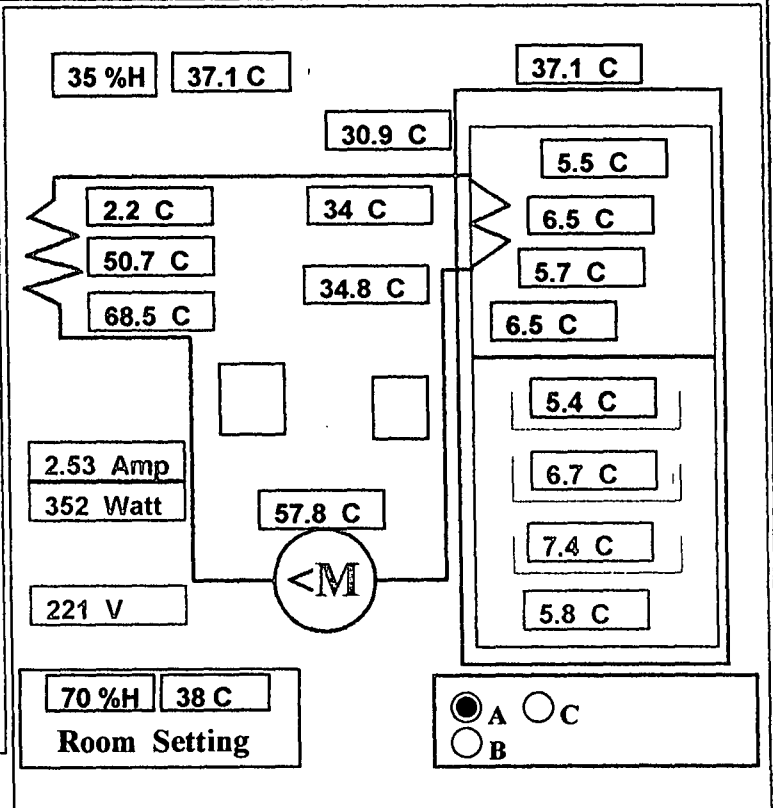 35 %H 37.1 C
37.1 C
30.9 C
5.5 C
2.2 C 34 C 6.5 C
50.7 C 5.7 C
68.5 C 34.8 C 6.5 C
5.4 C
2.53 Amp 6.7 C
352 Watt
57.8 C 7.4 C
<M
221 V 5.8 C
70 %H 38 C
Room Setting
A C
B